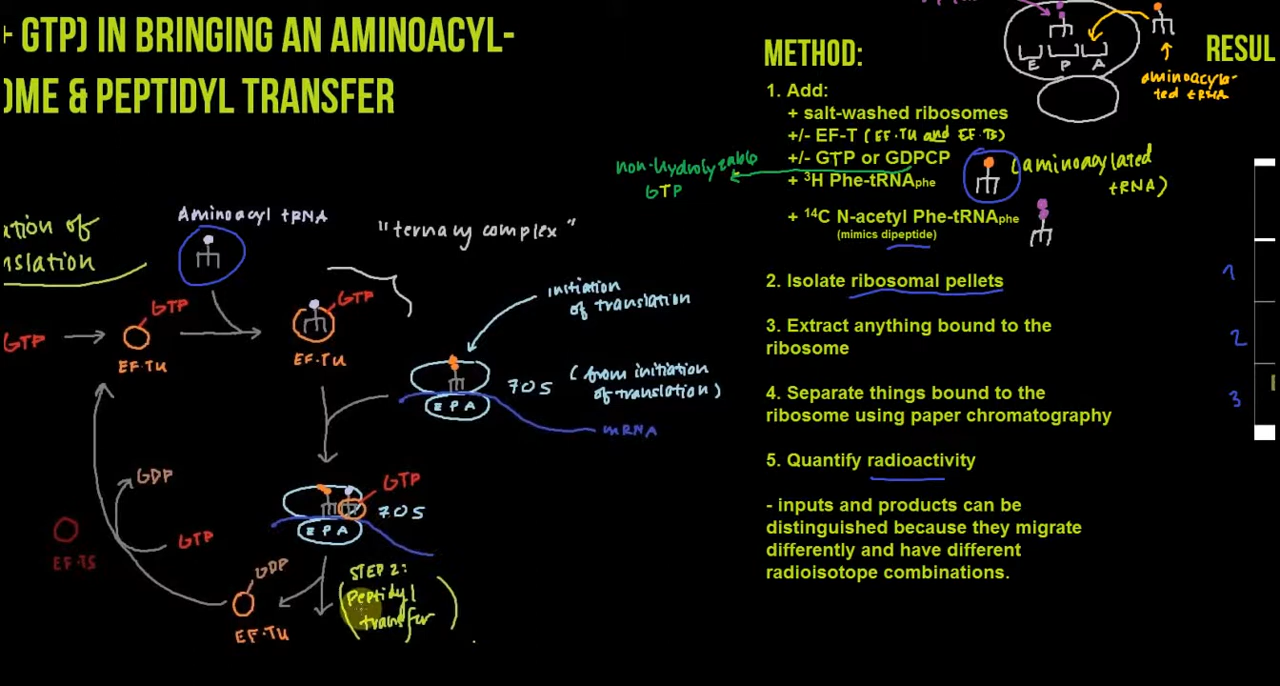 + GTP) IN BRINGING AN AMINOACYL-
OME & PEPTIDYL TRANSFER
ation of
nslation
Aminoacyl tRNA
"ternary complex"
GTP
GTP
GTP
EF-TU
EF-TU
initiation
of translation
70S (from initiation
of translation)
E P A
mRNA
GDP
GTP
GTP
70S
E P A
EF-TS
GDP
EF-TU
STEP 2:
(Peptidyl
transfer)
non-hydrolyzable
GTP
METHOD:
1. Add:
+ salt-washed ribosomes
+/- EF-T (EF-TU and EF-TS)
+/- GTP or GDPCP
+ ³H Phe-tRNAphe
(aminoacylated
tRNA)
+ ¹⁴C N-acetyl Phe-tRNAphe
(mimics dipeptide)
2. Isolate ribosomal pellets
3. Extract anything bound to the
ribosome
4. Separate things bound to the
ribosome using paper chromatography
5. Quantify radioactivity
- inputs and products can be
distinguished because they migrate
differently and have different
radioisotope combinations.
E P A
aminoacyla-
ted tRNA
RESUL
1
2
3